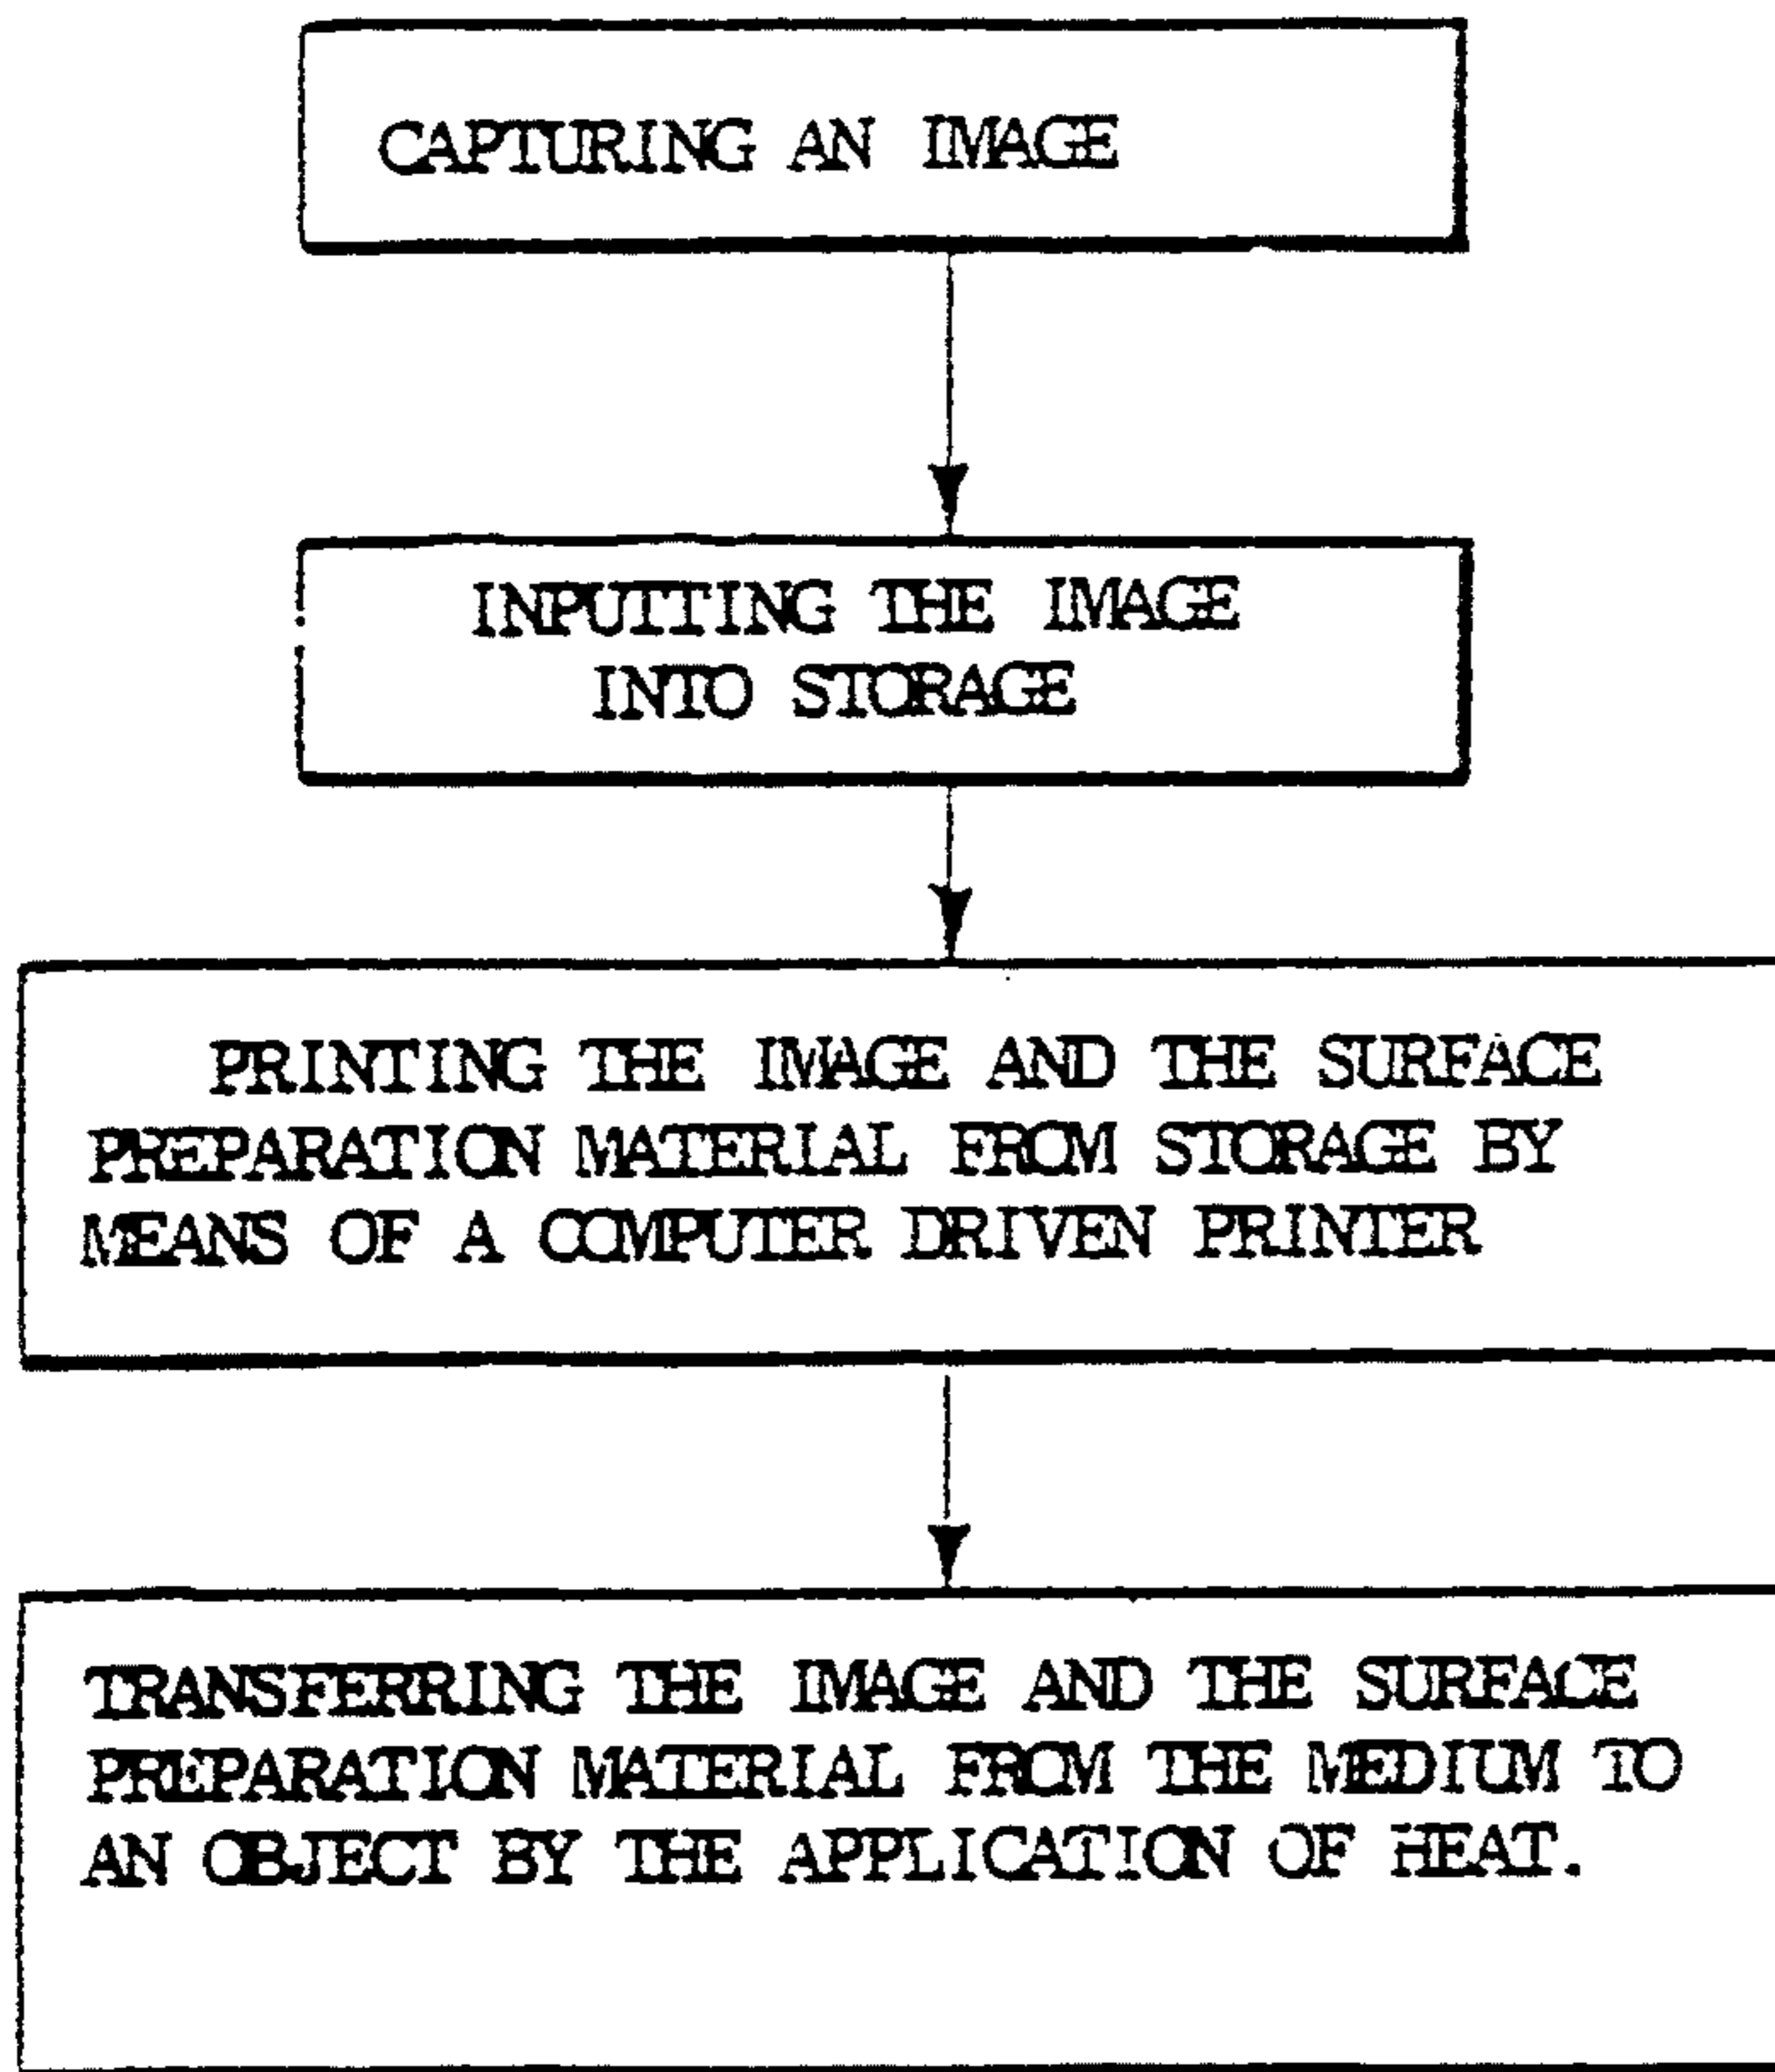 CAPTURING AN IMAGE
INPUTTING THE IMAGE
INTO STORAGE
PRINTING THE IMAGE AND THE SURFACE
PREPARATION MATERIAL FROM STORAGE BY
MEANS OF A COMPUTER DRIVEN PRINTER
TRANSFERRING THE IMAGE AND THE SURFACE
PREPARATION MATERIAL FROM THE MEDIUM TO
AN OBJECT BY THE APPLICATION OF HEAT.